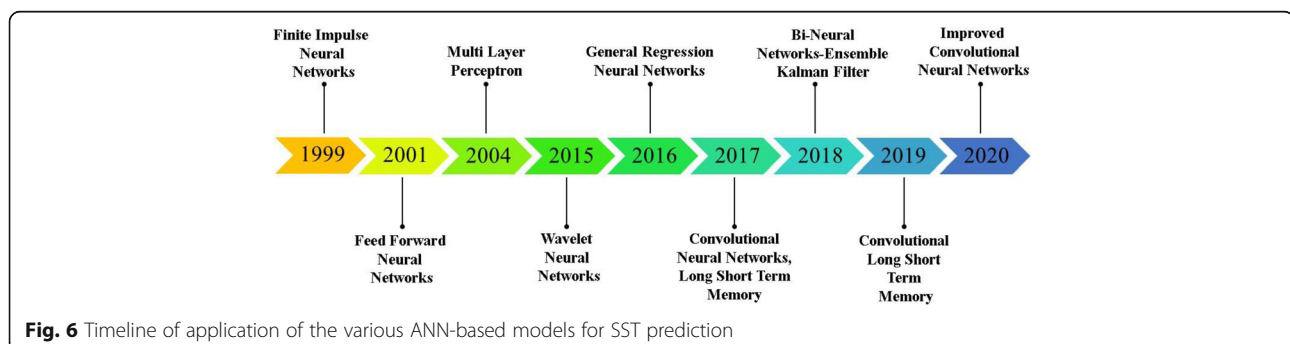 Finite Impulse
Neural
Networks
Multi Layer
Perceptron
General Regression
Neural Networks
Bi-Neural
Networks-Ensemble
Kalman Filter
Improved
Convolutional
Neural Networks
1999
2001
2004
2015
2016
2017
2018
2019
2020
Feed Forward
Neural
Networks
Wavelet
Neural
Networks
Convolutional
Neural Networks,
Long Short Term
Memory
Convolutional
Long Short
Term
Memory
Fig. 6 Timeline of application of the various ANN-based models for SST prediction